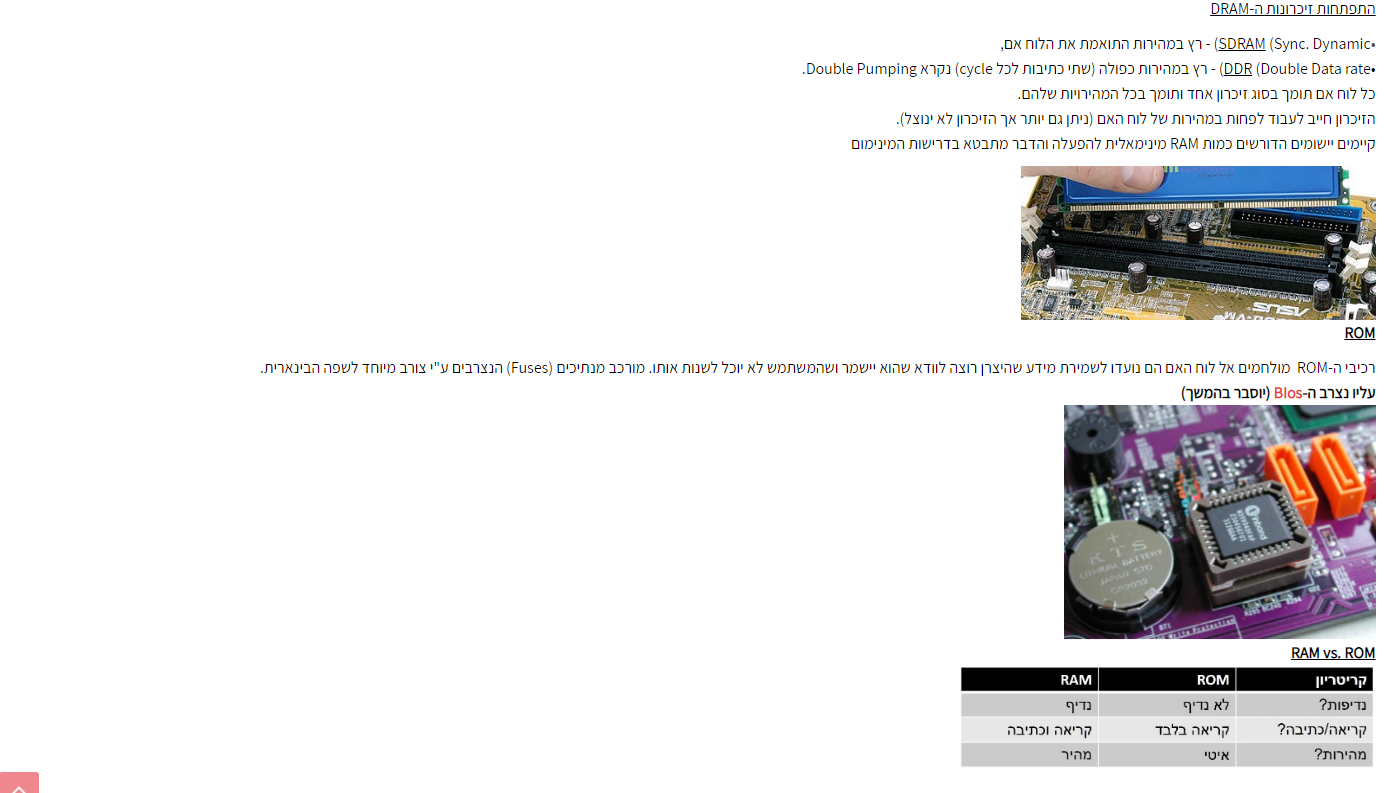 התפתחות זיכרונות ה-DRAM
•SDRAM (Sync. Dynamic) - רץ במהירות התואמת את הלוח אם,
•DDR (Double Data rate) - רץ במהירות כפולה (שתי כתיבות לכל cycle) נקרא Double Pumping.
כל לוח אם תומך בסוג זיכרון אחד ותומך בכל המהירויות שלהם.
הזיכרון חייב לעבוד לפחות במהירות של לוח האם (ניתן גם יותר אך הזיכרון לא ינוצל).
קיימים יישומים הדורשים כמות RAM מינימאלית להפעלה והדבר מתבטא בדרישות המינימום
ASUS
ROM
רכיבי ה-ROM מולחמים אל לוח האם הם נועדו לשמירת מידע שהיצרן רוצה לוודא שהוא יישמר ושהמשתמש לא יוכל לשנות אותו. מורכב מנתיכים (Fuses) הנצרבים ע"י צורב מיוחד לשפה הבינארית.
עליו נצרב ה-BIos (יוסבר בהמשך)
winbond
+
KTS
LITHIUM BATTERY
JAPAN STD
CR2032
BT1
RAM vs. ROM
קריטריון ROM RAM
נדיפות? לא נדיף נדיף
קריאה/כתיבה? קריאה בלבד קריאה וכתיבה
מהירות? איטי מהיר